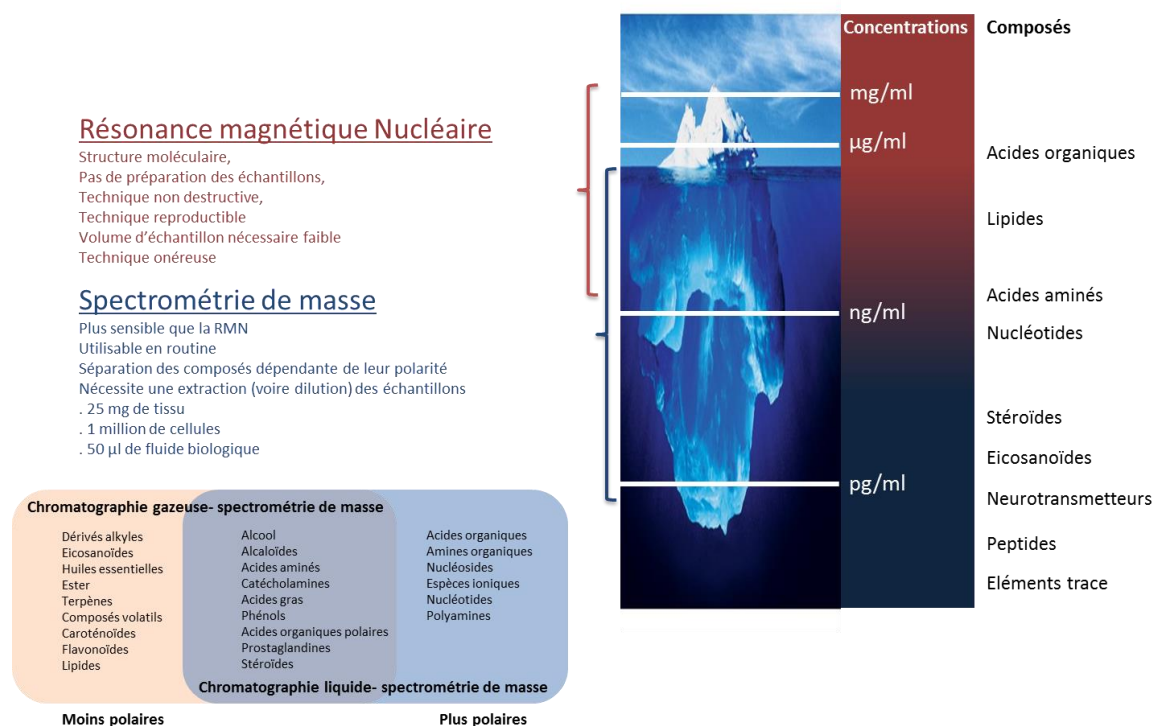 Résonance magnétique Nucléaire
Structure moléculaire,
Pas de préparation des échantillons,
Technique non destructive,
Technique reproductible
Volume d'échantillon nécessaire faible
Technique onéreuse
Spectrométrie de masse
Plus sensible que la RMN
Utilisable en routine
Séparation des composés dépendante de leur polarité
Nécessite une extraction (voire dilution) des échantillons
. 25 mg de tissu
. 1 million de cellules
. 50 µl de fluide biologique
Chromatographie gazeuse- spectrométrie de masse
Dérivés alkyles
Eicosanoïdes
Huiles essentielles
Ester
Terpènes
Composés volatils
Caroténoïdes
Flavonoïdes
Lipides
Alcool
Alcaloïdes
Acides aminés
Catécholamines
Acides gras
Phénols
Acides organiques polaires
Prostaglandines
Stéroïdes
Acides organiques
Amines organiques
Nucléosides
Espèces ioniques
Nucléotides
Polyamines
Chromatographie liquide- spectrométrie de masse
Moins polaires
Plus polaires
Concentrations
mg/ml
µg/ml
ng/ml
pg/ml
Composés
Acides organiques
Lipides
Acides aminés
Nucléotides
Stéroïdes
Eicosanoïdes
Neurotransmetteurs
Peptides
Eléments trace